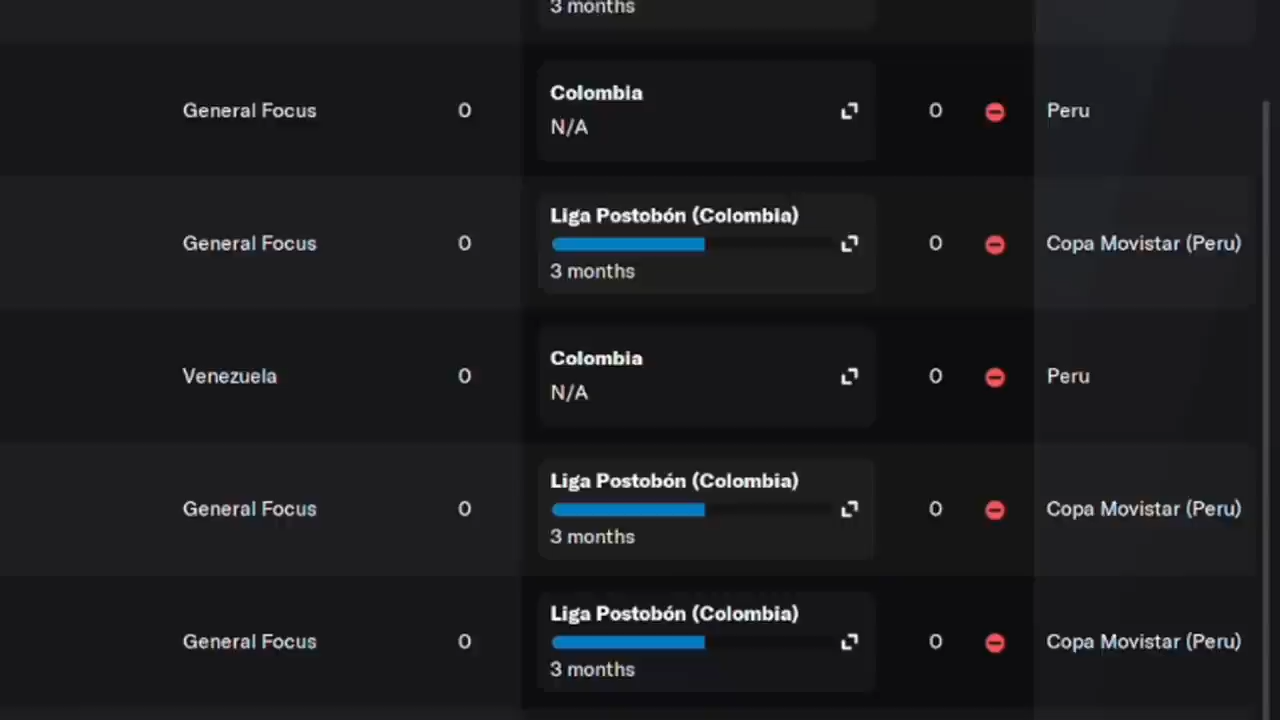 3 months
General Focus 0 Colombia 0 Peru
N/A
Liga Postobón (Colombia)
General Focus 0 0 Copa Movistar (Peru)
3 months
Colombia
Venezuela 0 0 Peru
N/A
Liga Postobón (Colombia)
General Focus 0 0 Copa Movistar (Peru)
3 months
Liga Postobón (Colombia)
General Focus 0 0 Copa Movistar (Peru)
3 months